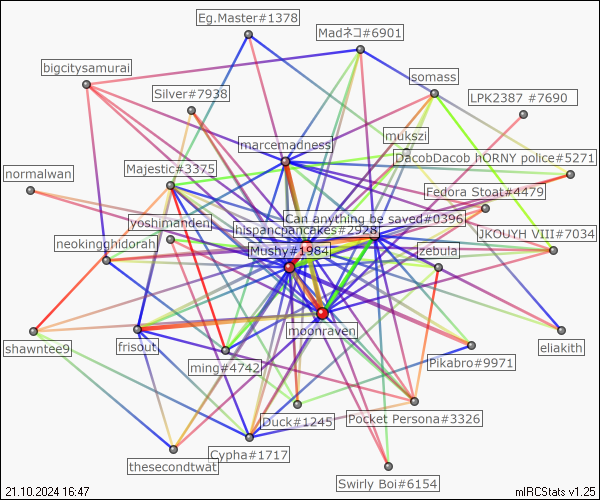 Eg.Master#1378
Madネコ#6901
bigcitysamurai
somass
Silver#7938
LPK2387 #7690
mukszi
marcemadness
DacobDacob hORNY police#5271
normalwan
Majestic#3375
Fedora Stoat#4479
Can anything be saved#0396
yoshimanden
hispancpancakes#2928
JKOUYH VIII#7034
neokingghidorah
Mushy#1984
zebula
moonraven
shawntee9
frisout
eliakith
ming#4742
Pikabro#9971
Duck#1245
Pocket Persona#3326
Cypha#1717
thesecondtwat
Swirly Boi#6154
21.10.2024 16:47
mIRCStats v1.25